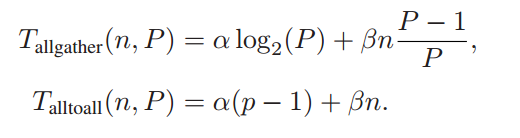 T_allgather(n, P) = α log₂(P) + βn (P − 1)/P,
T_alltoall(n, P) = α(p − 1) + βn.